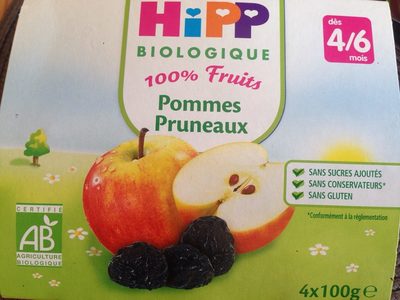 HiPP
BIOLOGIQUE
100% Fruits
Pommes
Pruneaux
dès
4/6
mois
SANS SUCRES AJOUTÉS
SANS CONSERVATEURS*
SANS GLUTEN
*Conformément à la réglementation
CERTIFIÉ
AB
AGRICULTURE
BIOLOGIQUE
4x100g℮